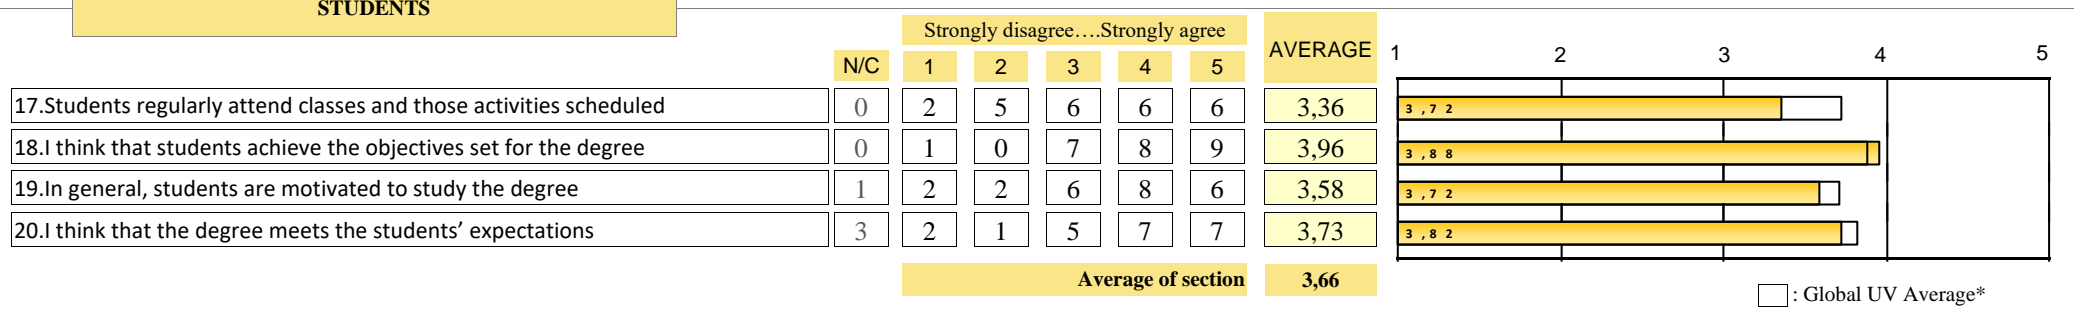 STUDENTS
Strongly disagree….Strongly agree
AVERAGE
N/C 1 2 3 4 5
1 2 3 4 5
17.Students regularly attend classes and those activities scheduled 0 2 5 6 6 6 3,36 3,72
18.I think that students achieve the objectives set for the degree 0 1 0 7 8 9 3,96 3,88
19.In general, students are motivated to study the degree 1 2 2 6 8 6 3,58 3,72
20.I think that the degree meets the students’ expectations 3 2 1 5 7 7 3,73 3,82
Average of section 3,66
: Global UV Average*